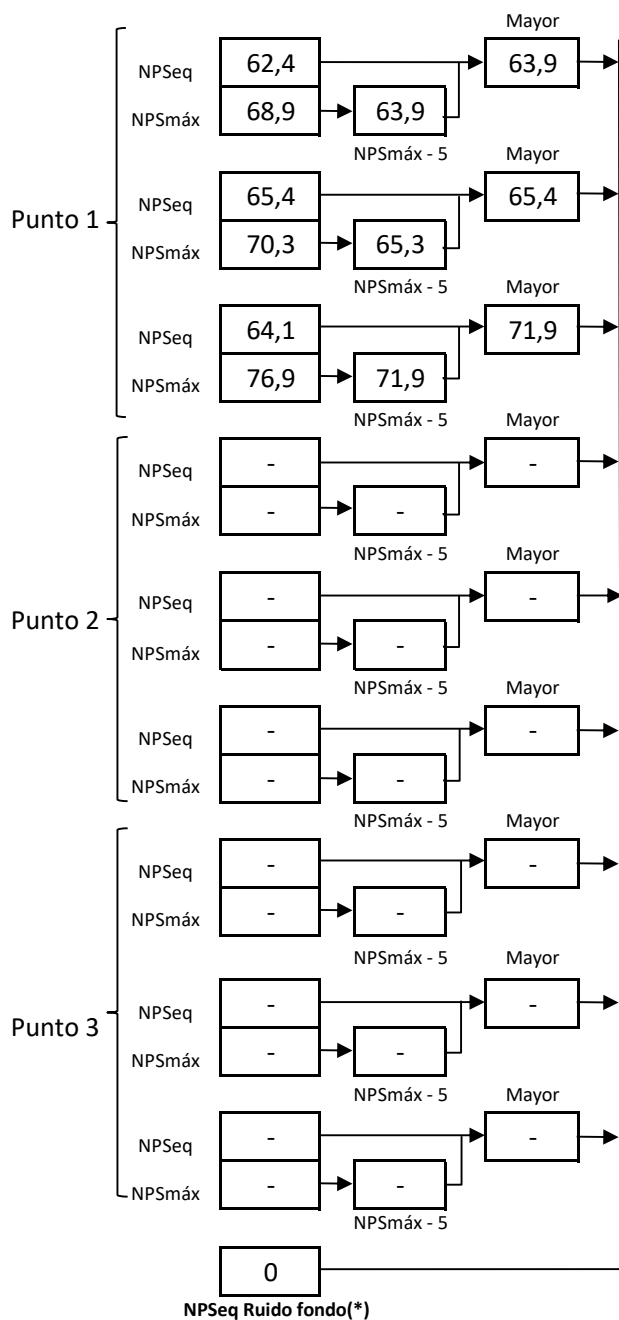 Mayor
NPSeq 62,4 63,9
NPSmáx 68,9 63,9
NPSmáx - 5
Mayor
NPSeq 65,4 65,4
Punto 1
NPSmáx 70,3 65,3
NPSmáx - 5
Mayor
NPSeq 64,1 71,9
NPSmáx 76,9 71,9
NPSmáx - 5
Mayor
NPSeq - -
NPSmáx - -
NPSmáx - 5
Mayor
NPSeq - -
Punto 2
NPSmáx - -
NPSmáx - 5
Mayor
NPSeq - -
NPSmáx - -
NPSmáx - 5
Mayor
NPSeq - -
NPSmáx - -
NPSmáx - 5
Mayor
NPSeq - -
Punto 3
NPSmáx - -
NPSmáx - 5
Mayor
NPSeq - -
NPSmáx - -
NPSmáx - 5
0
NPSeq Ruido fondo(*)